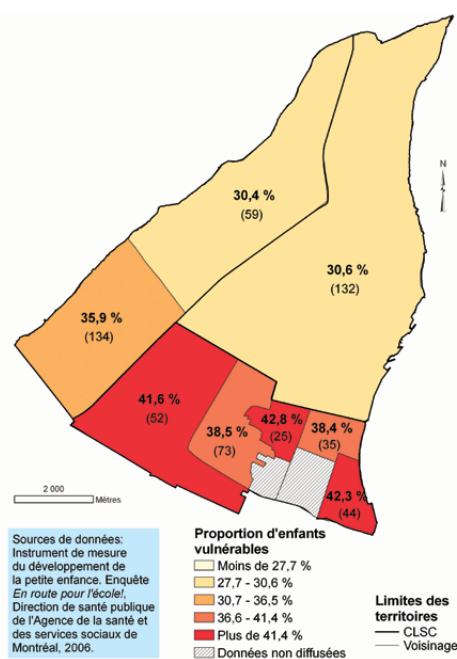 N
30,4 %
(59)
30,6 %
(132)
35,9 %
(134)
41,6 %
(52)
38,5 %
(73)
42,8 %
(25)
38,4 %
(35)
42,3 %
(44)
2 000
Mètres
Sources de données:
Instrument de mesure
du développement de
la petite enfance. Enquête
En route pour l'école!,
Direction de santé publique
de l'Agence de la santé et
des services sociaux de
Montréal, 2006.
Proportion d'enfants
vulnérables
Moins de 27,7 %
27,7 - 30,6 %
30,7 - 36,5 %
36,6 - 41,4 %
Plus de 41,4 %
Données non diffusées
Limites des
territoires
CLSC
Voisinage